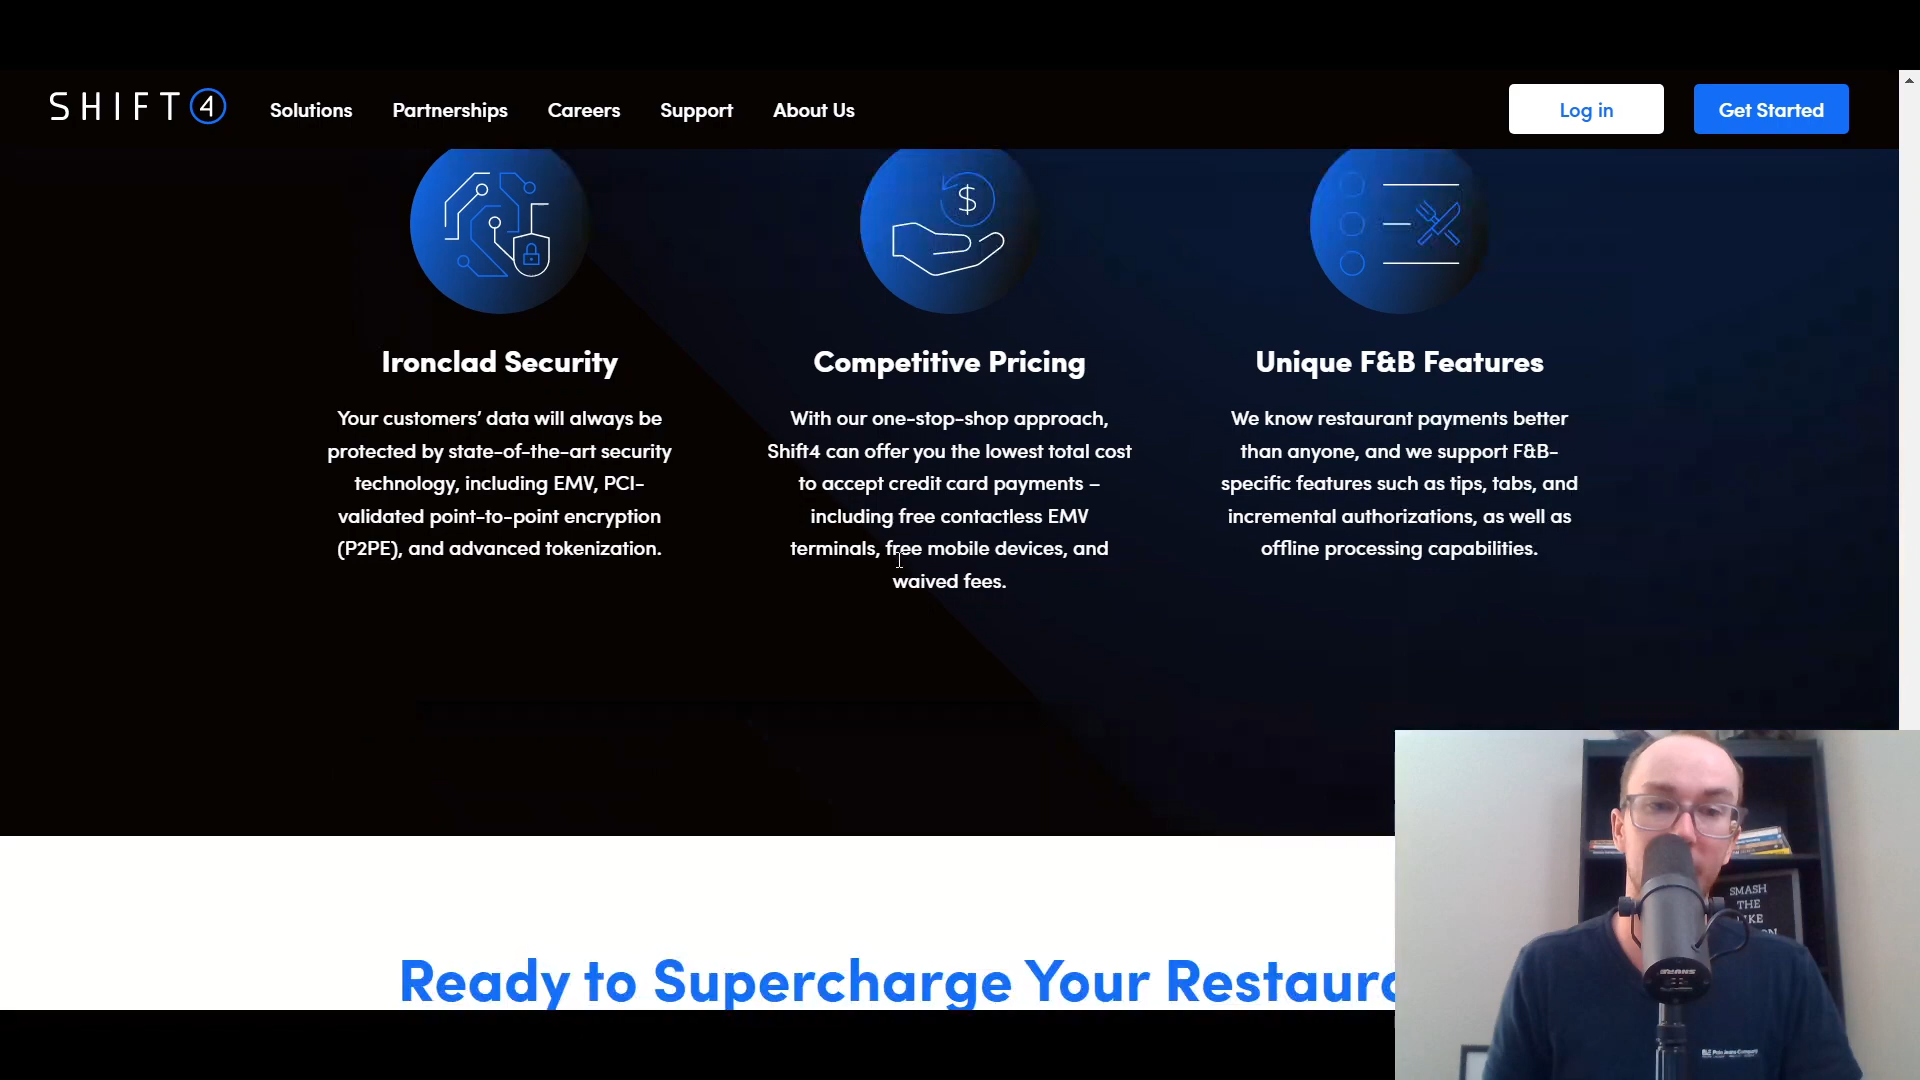 SHIFT4 Solutions Partnerships Careers Support About Us Log in Get Started
$
Ironclad Security
Your customers’ data will always be
protected by state-of-the-art security
technology, including EMV, PCI-
validated point-to-point encryption
(P2PE), and advanced tokenization.
Competitive Pricing
With our one-stop-shop approach,
Shift4 can offer you the lowest total cost
to accept credit card payments –
including free contactless EMV
terminals, free mobile devices, and
waived fees.
Unique F&B Features
We know restaurant payments better
than anyone, and we support F&B-
specific features such as tips, tabs, and
incremental authorizations, as well as
offline processing capabilities.
Ready to Supercharge Your
SMASH
THE
SHURE